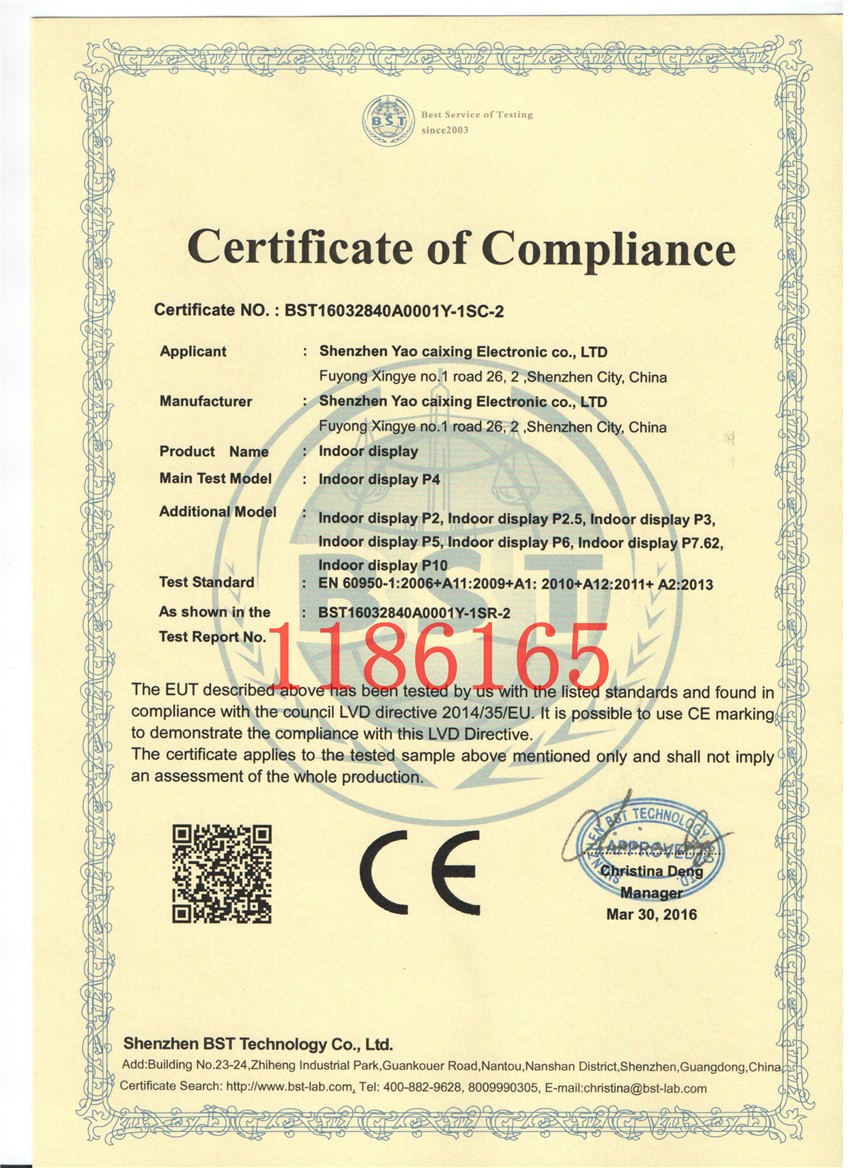 BST
Best Service of Testing
since2003
Certificate of Compliance
Certificate NO. : BST16032840A0001Y-1SC-2
Applicant : Shenzhen Yao caixing Electronic co., LTD
Fuyong Xingye no.1 road 26, 2 ,Shenzhen City, China
Manufacturer : Shenzhen Yao caixing Electronic co., LTD
Fuyong Xingye no.1 road 26, 2 ,Shenzhen City, China
Product Name : Indoor display
Main Test Model : Indoor display P4
Additional Model : Indoor display P2, Indoor display P2.5, Indoor display P3,
Indoor display P5, Indoor display P6, Indoor display P7.62,
Indoor display P10
Test Standard : EN 60950-1:2006+A11:2009+A1: 2010+A12:2011+ A2:2013
As shown in the : BST16032840A0001Y-1SR-2
Test Report No.
1186165
BST
The EUT described above has been tested by us with the listed standards and found in
compliance with the council LVD directive 2014/35/EU. It is possible to use CE marking
to demonstrate the compliance with this LVD Directive.
The certificate applies to the tested sample above mentioned only and shall not imply
an assessment of the whole production.
CE
SHENZHEN BST TECHNOLOGY CO., LTD.
APPROVED
Christina Deng
Manager
Mar 30, 2016
Shenzhen BST Technology Co., Ltd.
Add:Building No.23-24,Zhiheng Industrial Park,Guankouer Road,Nantou,Nanshan District,Shenzhen,Guangdong,China
Certificate Search: http://www.bst-lab.com, Tel: 400-882-9628, 8009990305, E-mail:christina@bst-lab.com